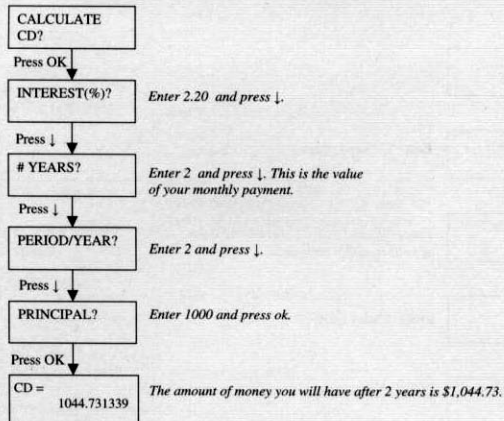 CALCULATE
CD?
Press OK
INTEREST(%)?
Enter 2.20 and press ↓.
Press ↓
# YEARS?
Enter 2 and press ↓. This is the value
of your monthly payment.
Press ↓
PERIOD/YEAR?
Enter 2 and press ↓.
Press ↓
PRINCIPAL?
Enter 1000 and press ok.
Press OK
CD =
1044.731339
The amount of money you will have after 2 years is $1,044.73.